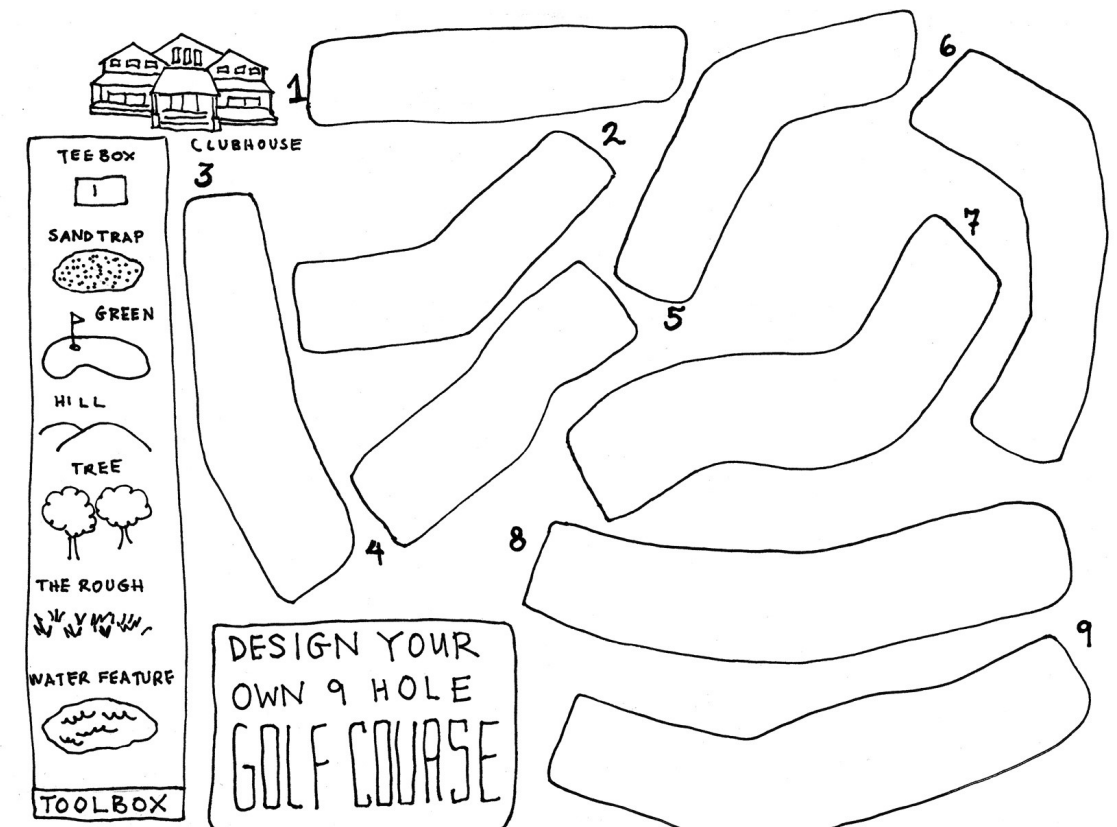 CLUBHOUSE
TEE BOX
1
SAND TRAP
GREEN
HILL
TREE
THE ROUGH
WATER FEATURE
TOOLBOX
1
2
3
4
5
6
7
8
9
DESIGN YOUR
OWN 9 HOLE
GOLF COURSE